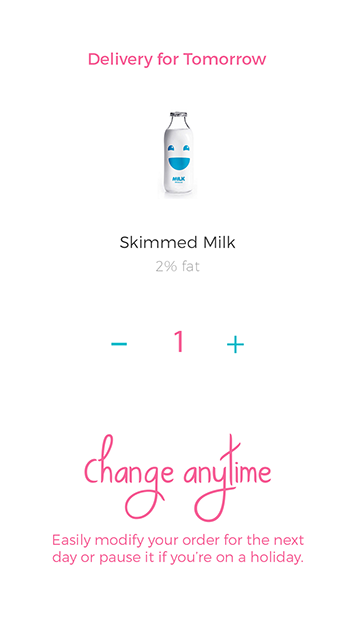 Delivery for Tomorrow
MILK
Skimmed Milk
2% fat
− 1 +
change anytime
Easily modify your order for the next
day or pause it if you're on a holiday.